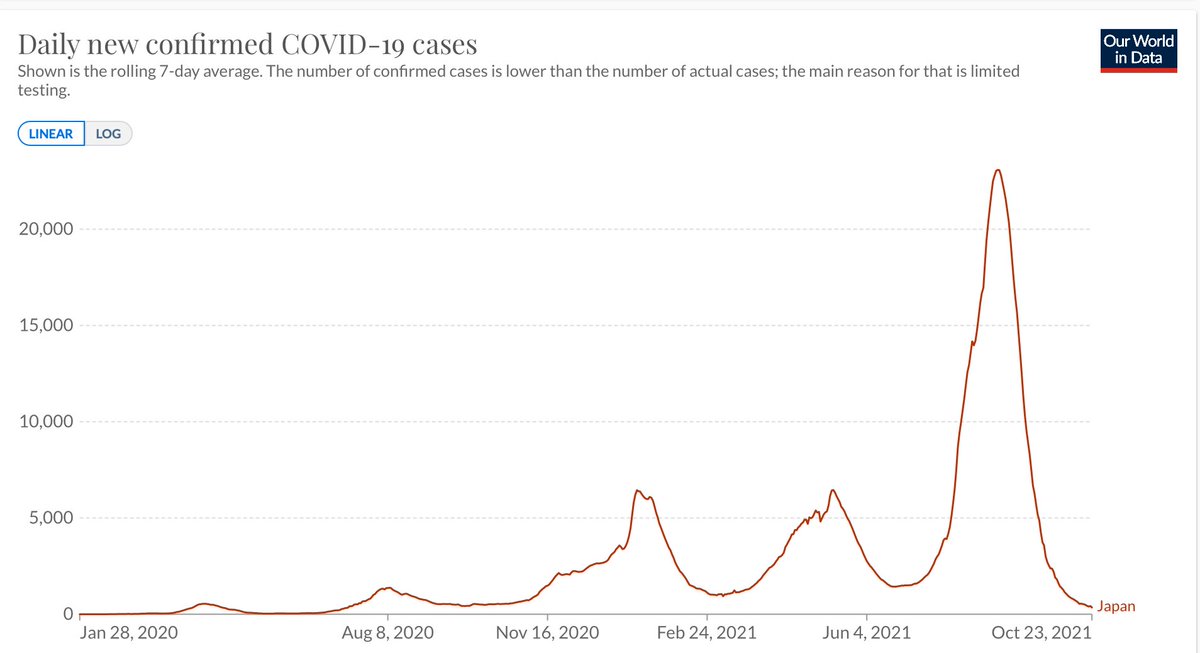 Daily new confirmed COVID-19 cases
Our World
in Data
Shown is the rolling 7-day average. The number of confirmed cases is lower than the number of actual cases; the main reason for that is limited
testing.
LINEAR LOG
20,000
15,000
10,000
5,000
0
Japan
Jan 28, 2020 Aug 8, 2020 Nov 16, 2020 Feb 24, 2021 Jun 4, 2021 Oct 23, 2021